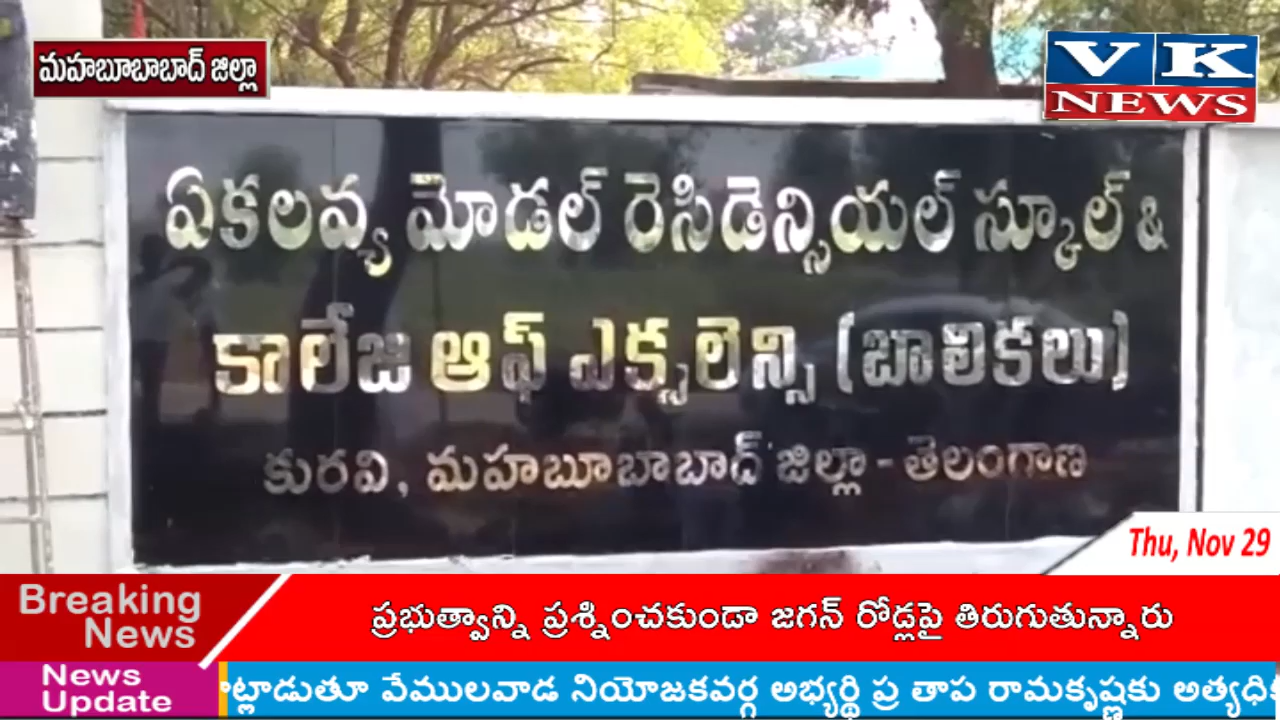 మహబూబాబాద్ జిల్లా
VK
NEWS
ఏకలవ్య మోడల్ రెసిడెన్సియల్ స్కూల్ &
కాలేజ్ ఆఫ్ ఎక్సలెన్సి (బాలికలు)
కురవి, మహబూబాబాద్ జిల్లా - తెలంగాణ
Thu, Nov 29
Breaking
News
ప్రభుత్వాన్ని ప్రశ్నించకుండా జగన్ రోడ్లపై తిరుగుతున్నారు
News
Update
వేములవాడ నియోజకవర్గ అభ్యర్థి ప్ర తాప రామకృష్ణకు